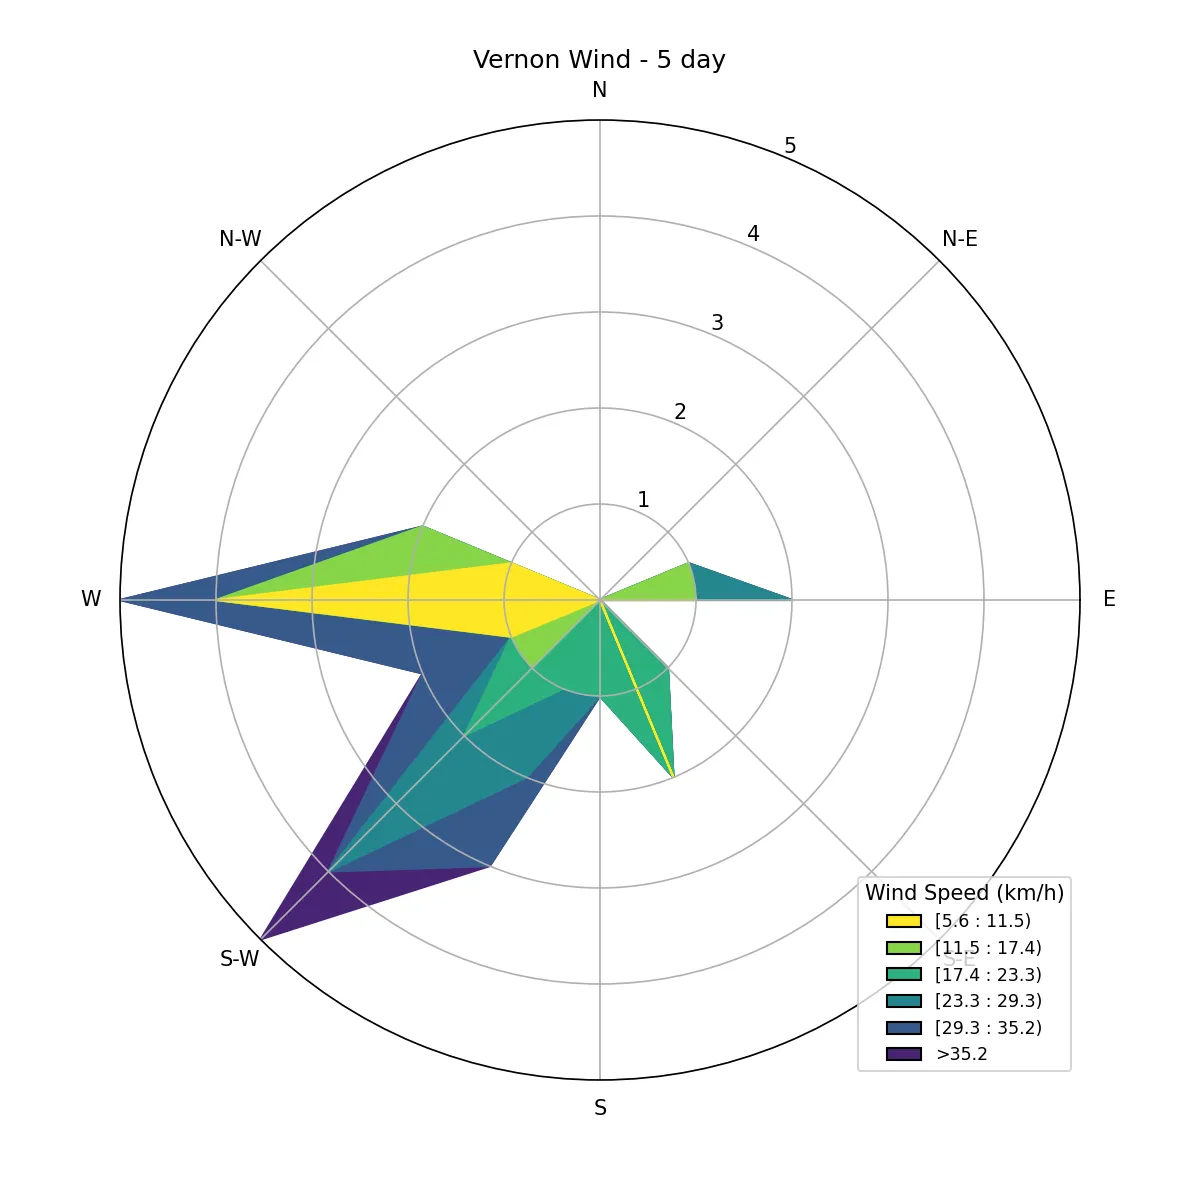 Vernon Wind - 5 day
N
5
N-W
N-E
4
3
2
1
W
E
S-W
S-E
S
Wind Speed (km/h)
[5.6 : 11.5)
[11.5 : 17.4)
[17.4 : 23.3)
[23.3 : 29.3)
[29.3 : 35.2)
>35.2